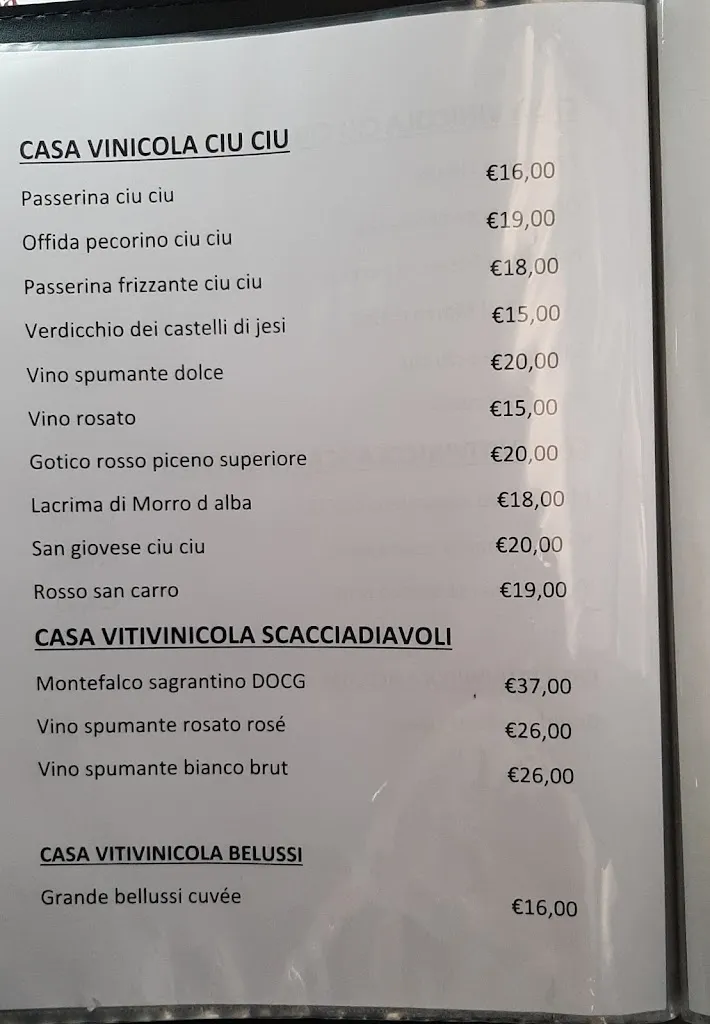 CASA VINICOLA CIU CIU
Passerina ciu ciu €16,00
Offida pecorino ciu ciu €19,00
Passerina frizzante ciu ciu €18,00
Verdicchio dei castelli di jesi €15,00
Vino spumante dolce €20,00
Vino rosato €15,00
Gotico rosso piceno superiore €20,00
Lacrima di Morro d alba €18,00
San giovese ciu ciu €20,00
Rosso san carro €19,00
CASA VITIVINICOLA SCACCIADIAVOLI
Montefalco sagrantino DOCG €37,00
Vino spumante rosato rosé €26,00
Vino spumante bianco brut €26,00
CASA VITIVINICOLA BELUSSI
Grande bellussi cuvée €16,00